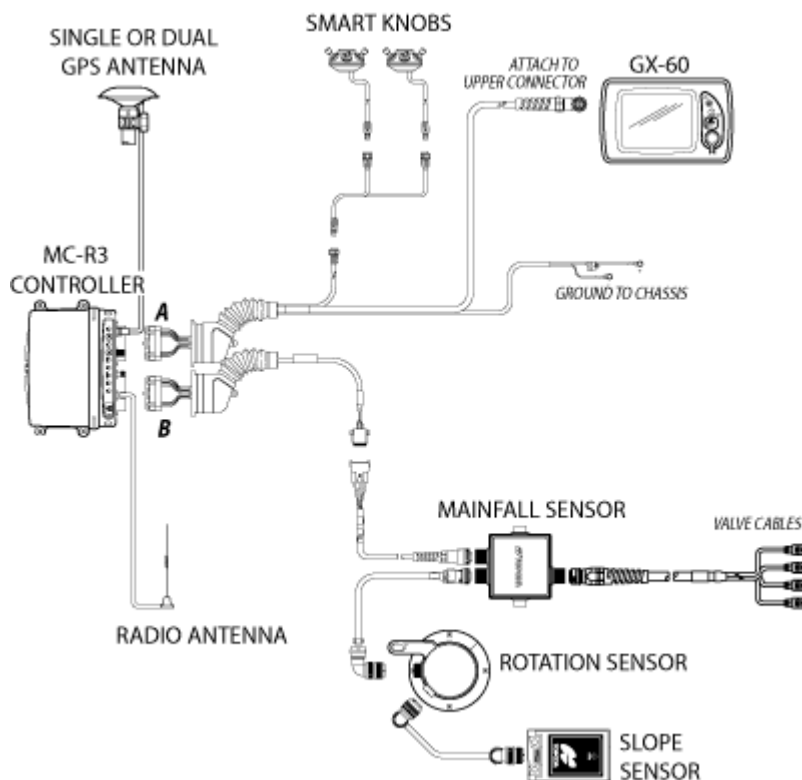 SINGLE OR DUAL
GPS ANTENNA
SMART KNOBS
ATTACH TO
UPPER CONNECTOR
GX-60
MC-R3
CONTROLLER
A
GROUND TO CHASSIS
B
MAINFALL SENSOR
VALVE CABLES
RADIO ANTENNA
ROTATION SENSOR
SLOPE
SENSOR